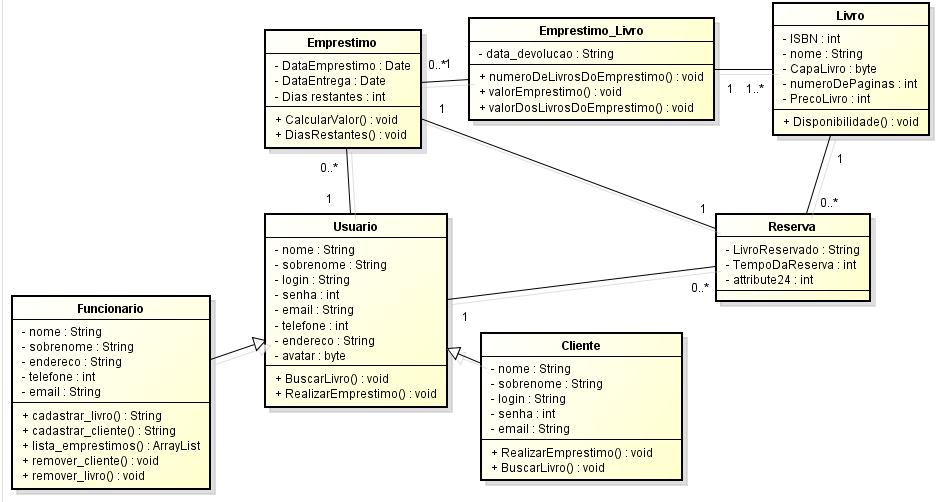 Emprestimo
- DataEmprestimo : Date
- DataEntrega : Date
- Dias restantes : int
+ CalcularValor() : void
+ DiasRestantes() : void
0..*
1
Emprestimo_Livro
- data_devolucao : String
+ numeroDeLivrosDoEmprestimo() : void
+ valorEmprestimo() : void
+ valorDosLivrosDoEmprestimo() : void
1
1..*
Livro
- ISBN : int
- nome : String
- CapaLivro : byte
- numeroDePaginas : int
- PrecoLivro : int
+ Disponibilidade() : void
1
1
0..*
1
1
0..*
Usuario
- nome : String
- sobrenome : String
- login : String
- senha : int
- email : String
- telefone : int
- endereco : String
- avatar : byte
+ BuscarLivro() : void
+ RealizarEmprestimo() : void
1
0..*
Reserva
- LivroReservado : String
- TempoDaReserva : int
- attribute24 : int
Funcionario
- nome : String
- sobrenome : String
- endereco : String
- telefone : int
- email : String
+ cadastrar_livro() : String
+ cadastrar_cliente() : String
+ lista_emprestimos() : ArrayList
+ remover_cliente() : void
+ remover_livro() : void
Cliente
- nome : String
- sobrenome : String
- login : String
- senha : int
- email : String
+ RealizarEmprestimo() : void
+ BuscarLivro() : void